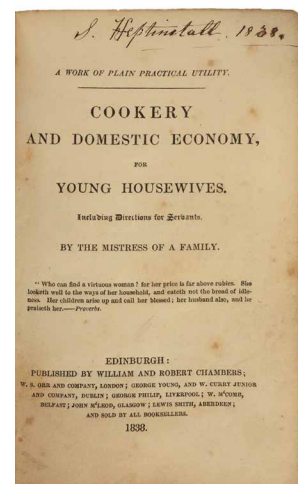 S. Heptinstall. 1838.
A WORK OF PLAIN PRACTICAL UTILITY.
COOKERY
AND DOMESTIC ECONOMY,
FOR
YOUNG HOUSEWIVES.
Including Directions for Servants.
BY THE MISTRESS OF A FAMILY.
" Who can find a virtuous woman? for her price is far above rubies. She
looketh well to the ways of her household, and eateth not the bread of idle-
ness. Her children arise up and call her blessed; her husband also, and he
praiseth her.——Proverbs.
EDINBURGH:
PUBLISHED BY WILLIAM AND ROBERT CHAMBERS;
W. S. ORR AND COMPANY, LONDON; GEORGE YOUNG, AND W. CURRY JUNIOR
AND COMPANY, DUBLIN; GEORGE PHILIP, LIVERPOOL; W. M'COMB,
BELFAST; JOHN M'LEOD, GLASGOW; LEWIS SMITH, ABERDEEN;
AND SOLD BY ALL BOOKSELLERS.
1838.